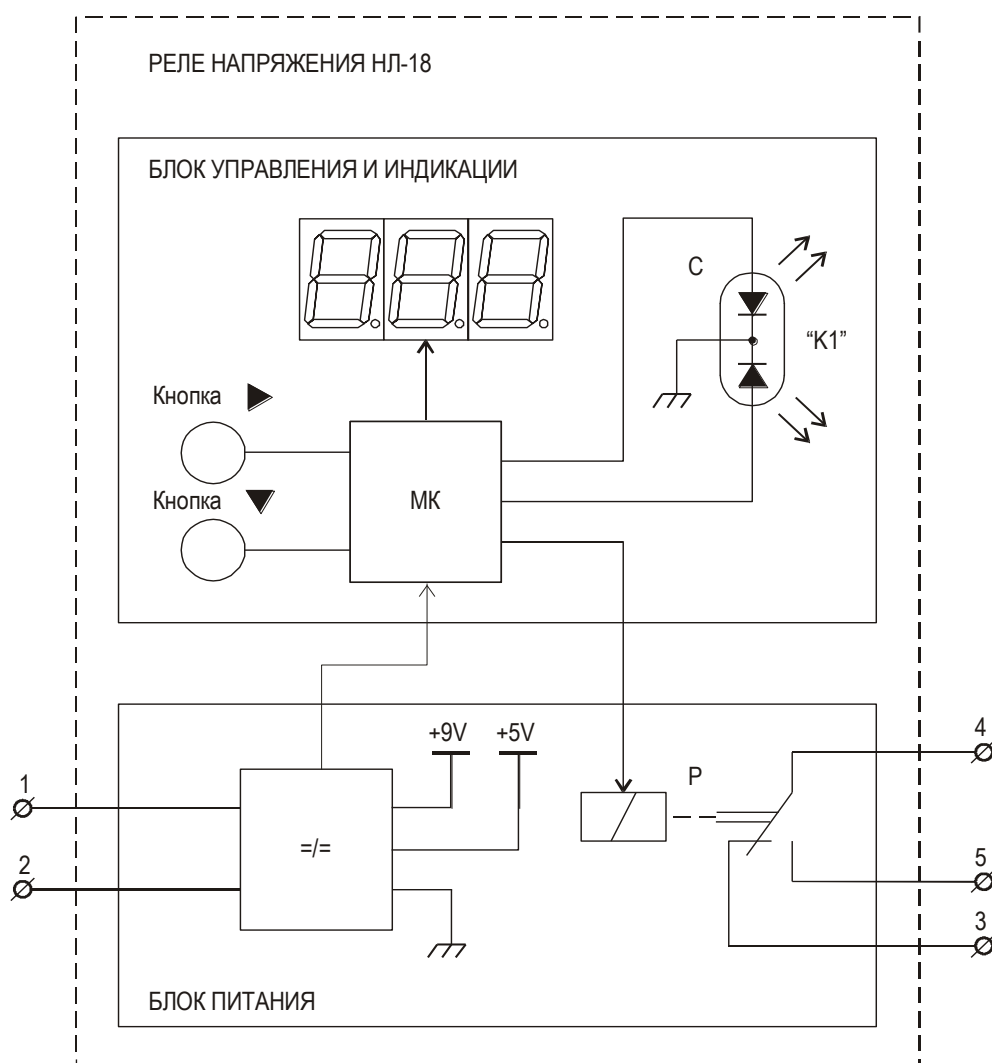 РЕЛЕ НАПРЯЖЕНИЯ НЛ-18
БЛОК УПРАВЛЕНИЯ И ИНДИКАЦИИ
С
“К1”
Кнопка
Кнопка
МК
+9V
+5V
4
1
Р
=/=
2
5
3
БЛОК ПИТАНИЯ